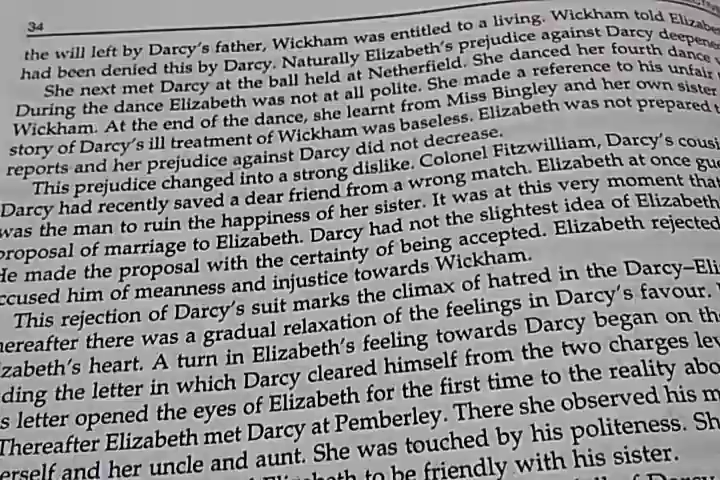 34
the will left by Darcy's father, Wickham was entitled to a living. Wickham told
had been denied this by Darcy. Naturally Elizabeth's prejudice against Darcy
She next met Darcy at the ball held at Netherfield. She danced her fourth dance
During the dance Elizabeth was not at all polite. She made a reference to his unfair
Wickham. At the end of the dance, she learnt from Miss Bingley and her own sister
story of Darcy's ill treatment of Wickham was baseless. Elizabeth was not prepared
reports and her prejudice against Darcy did not decrease.
This prejudice changed into a strong dislike. Colonel Fitzwilliam, Darcy's
Darcy had recently saved a dear friend from a wrong match. Elizabeth at once
was the man to ruin the happiness of her sister. It was at this very moment that
proposal of marriage to Elizabeth. Darcy had not the slightest idea of Elizabeth
He made the proposal with the certainty of being accepted. Elizabeth rejected
ccused him of meanness and injustice towards Wickham.
This rejection of Darcy's suit marks the climax of hatred in the Darcy–Eli
hereafter there was a gradual relaxation of the feelings in Darcy's favour.
zabeth's heart. A turn in Elizabeth's feeling towards Darcy began on th
ding the letter in which Darcy cleared himself from the two charges lev
s letter opened the eyes of Elizabeth for the first time to the reality abo
Thereafter Elizabeth met Darcy at Pemberley. There she observed his m
erself and her uncle and aunt. She was touched by his politeness. Sh
to be friendly with his sister.